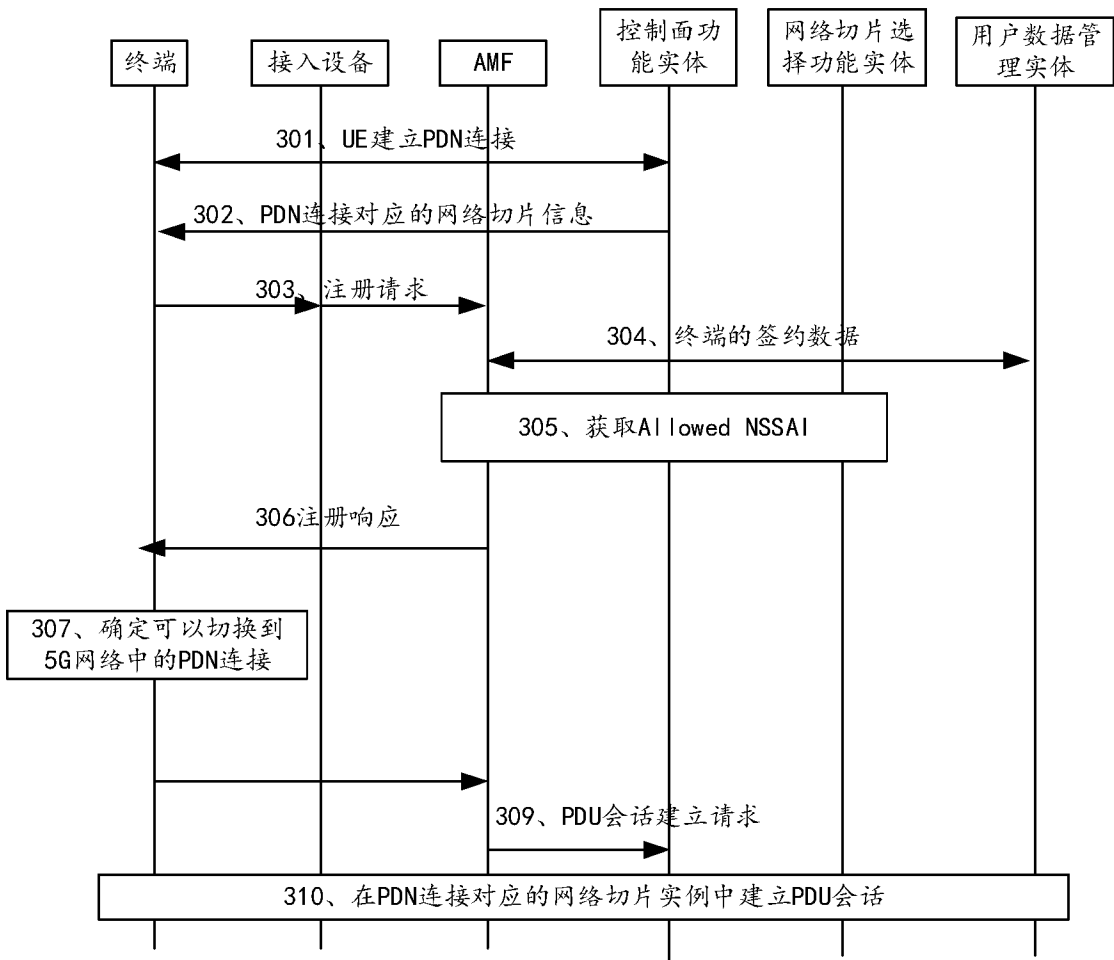 终端
接入设备
AMF
控制面功
能实体
网络切片选
择功能实体
用户数据管
理实体
301、UE建立PDN连接
302、PDN连接对应的网络切片信息
303、注册请求
304、终端的签约数据
305、获取Allowed NSSAI
306注册响应
307、确定可以切换到
5G网络中的PDN连接
309、PDU会话建立请求
310、在PDN连接对应的网络切片实例中建立PDU会话